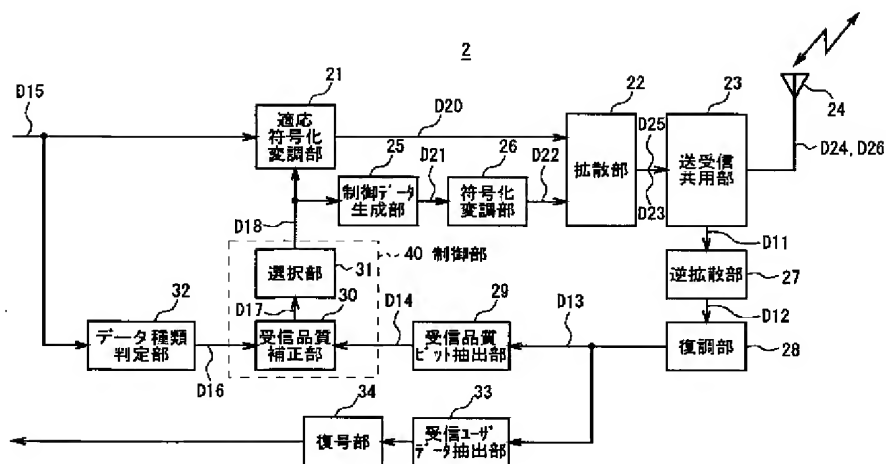 2
D15
21
適応
符号化
変調部
D20
22
拡散部
D25
D23
23
送受信
共用部
24
D24, D26
25
制御データ
生成部
D21
26
符号化
変調部
D22
D18
40 制御部
選択部
31
D17
30
受信品質
補正部
32
データ種類
判定部
D16
D14
29
受信品質
ビット抽出部
D13
D11
逆拡散部
27
D12
復調部
28
34
復号部
33
受信ユーザ
データ抽出部